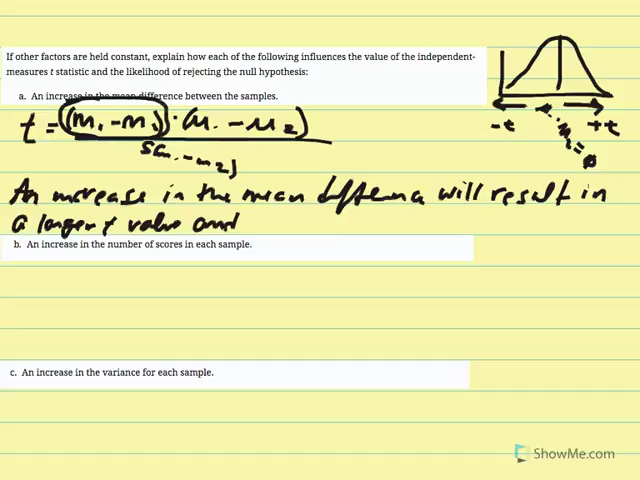 If other factors are held constant, explain how each of the following influences the value of the independent-
measures t statistic and the likelihood of rejecting the null hypothesis:
a. An increase in the mean difference between the samples.
t = (M₁ - M₂) · (μ₁ - μ₂)
S(m₁ - m₂)
-t +t
An increase in the mean differena will result in
a larger t value and
b. An increase in the number of scores in each sample.
c. An increase in the variance for each sample.
ShowMe.com